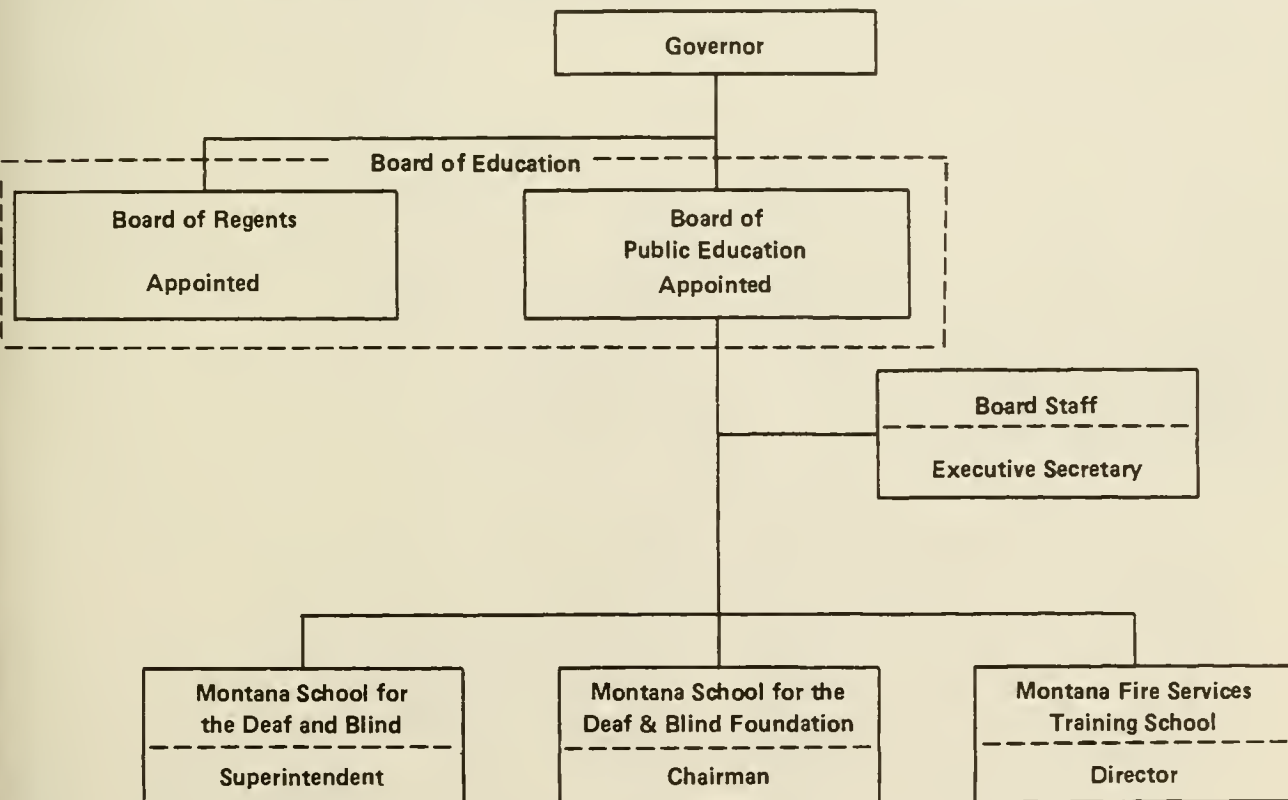 Governor
Board of Education
Board of Regents
Appointed
Board of
Public Education
Appointed
Board Staff
Executive Secretary
Montana School for
the Deaf and Blind
Superintendent
Montana School for the
Deaf & Blind Foundation
Chairman
Montana Fire Services
Training School
Director